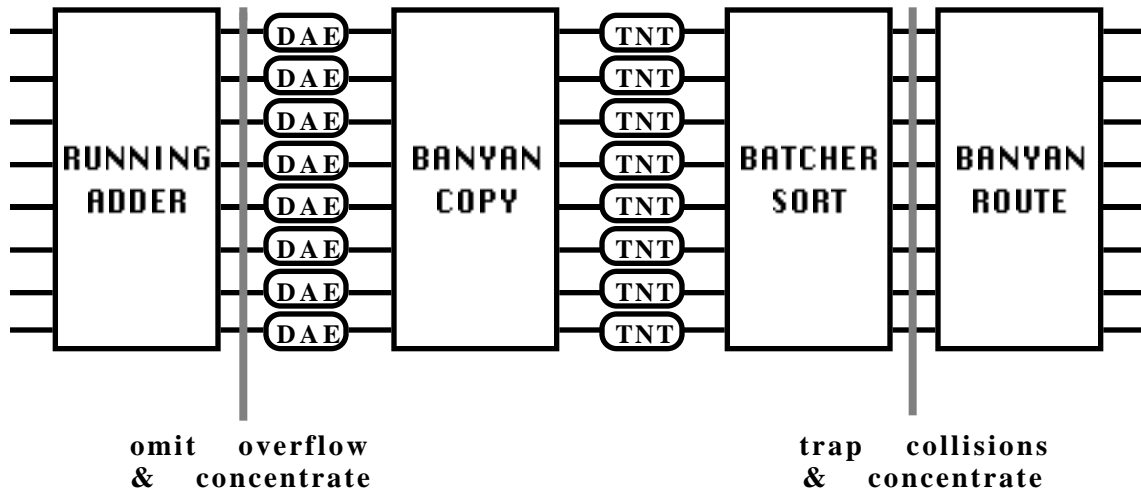 RUNNING
ADDER
DAE
DAE
DAE
DAE
DAE
DAE
DAE
DAE
BANYAN
COPY
TNT
TNT
TNT
TNT
TNT
TNT
TNT
TNT
BATCHER
SORT
BANYAN
ROUTE
omit overflow
& concentrate
trap collisions
& concentrate